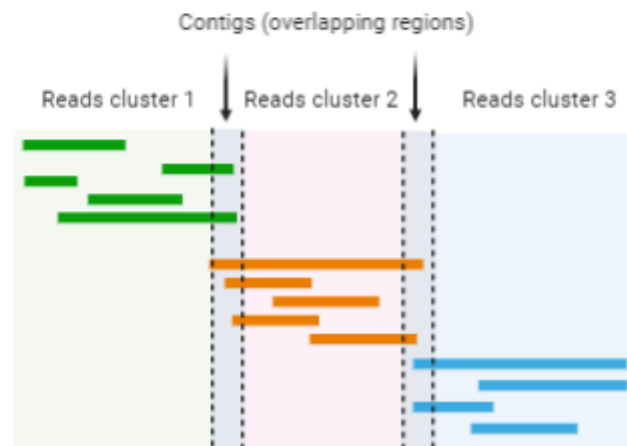 Contigs (overlapping regions)
Reads cluster 1
Reads cluster 2
Reads cluster 3